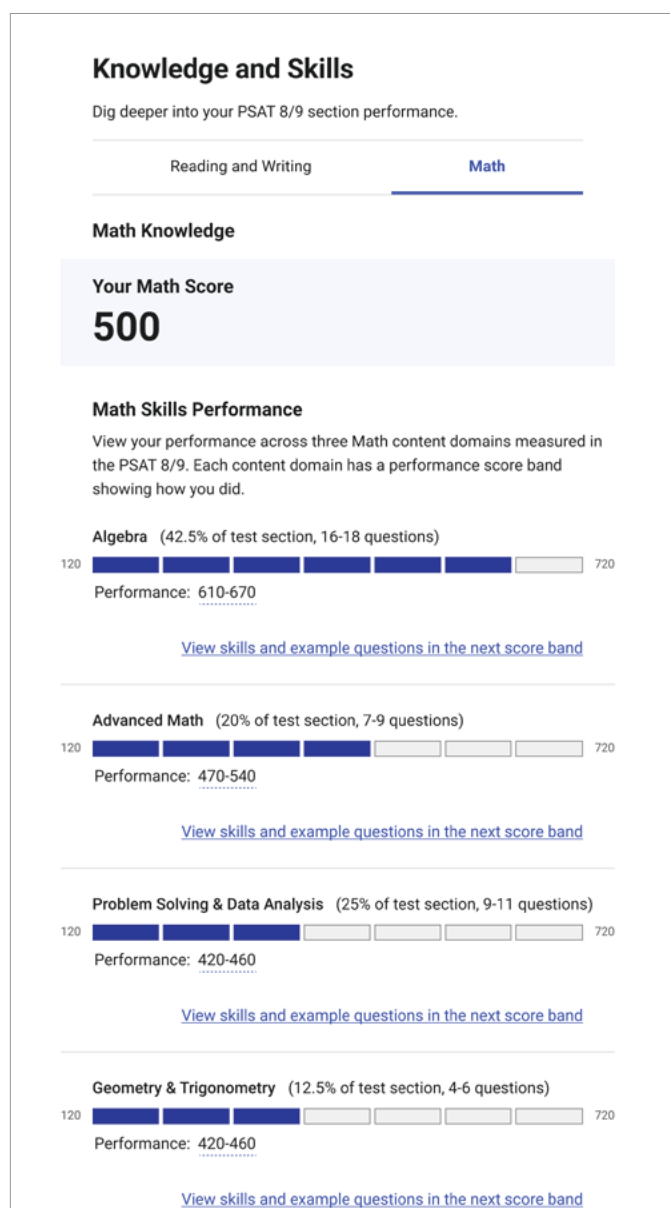 Knowledge and Skills
Dig deeper into your PSAT 8/9 section performance.
Reading and Writing
Math
Math Knowledge
Your Math Score
500
Math Skills Performance
View your performance across three Math content domains measured in
the PSAT 8/9. Each content domain has a performance score band
showing how you did.
Algebra (42.5% of test section, 16-18 questions)
120 720
Performance: 610-670
View skills and example questions in the next score band
Advanced Math (20% of test section, 7-9 questions)
120 720
Performance: 470-540
View skills and example questions in the next score band
Problem Solving & Data Analysis (25% of test section, 9-11 questions)
120 720
Performance: 420-460
View skills and example questions in the next score band
Geometry & Trigonometry (12.5% of test section, 4-6 questions)
120 720
Performance: 420-460
View skills and example questions in the next score band